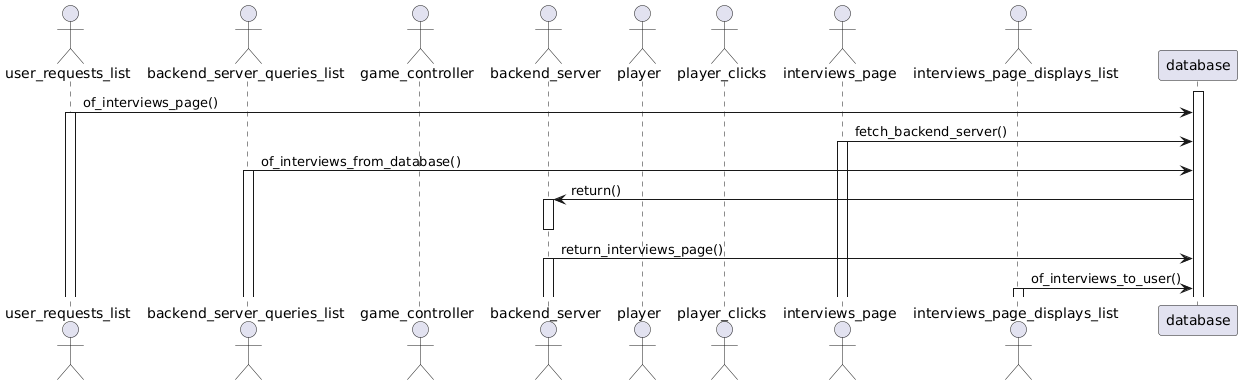 user_requests_list
backend_server_queries_list
game_controller
backend_server
player
player_clicks
interviews_page
interviews_page_displays_list
database
of_interviews_page()
fetch_backend_server()
of_interviews_from_database()
return()
return_interviews_page()
of_interviews_to_user()
user_requests_list
backend_server_queries_list
game_controller
backend_server
player
player_clicks
interviews_page
interviews_page_displays_list
database